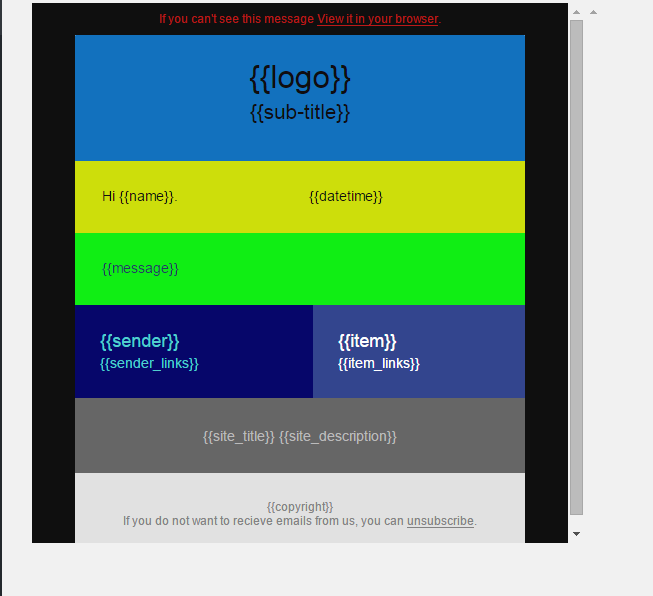 If you can't see this message View it in your browser.
{{logo}}
{{sub-title}}
Hi {{name}}. {{datetime}}
{{message}}
{{sender}}
{{sender_links}}
{{item}}
{{item_links}}
{{site_title}} {{site_description}}
{{copyright}}
If you do not want to recieve emails from us, you can unsubscribe.